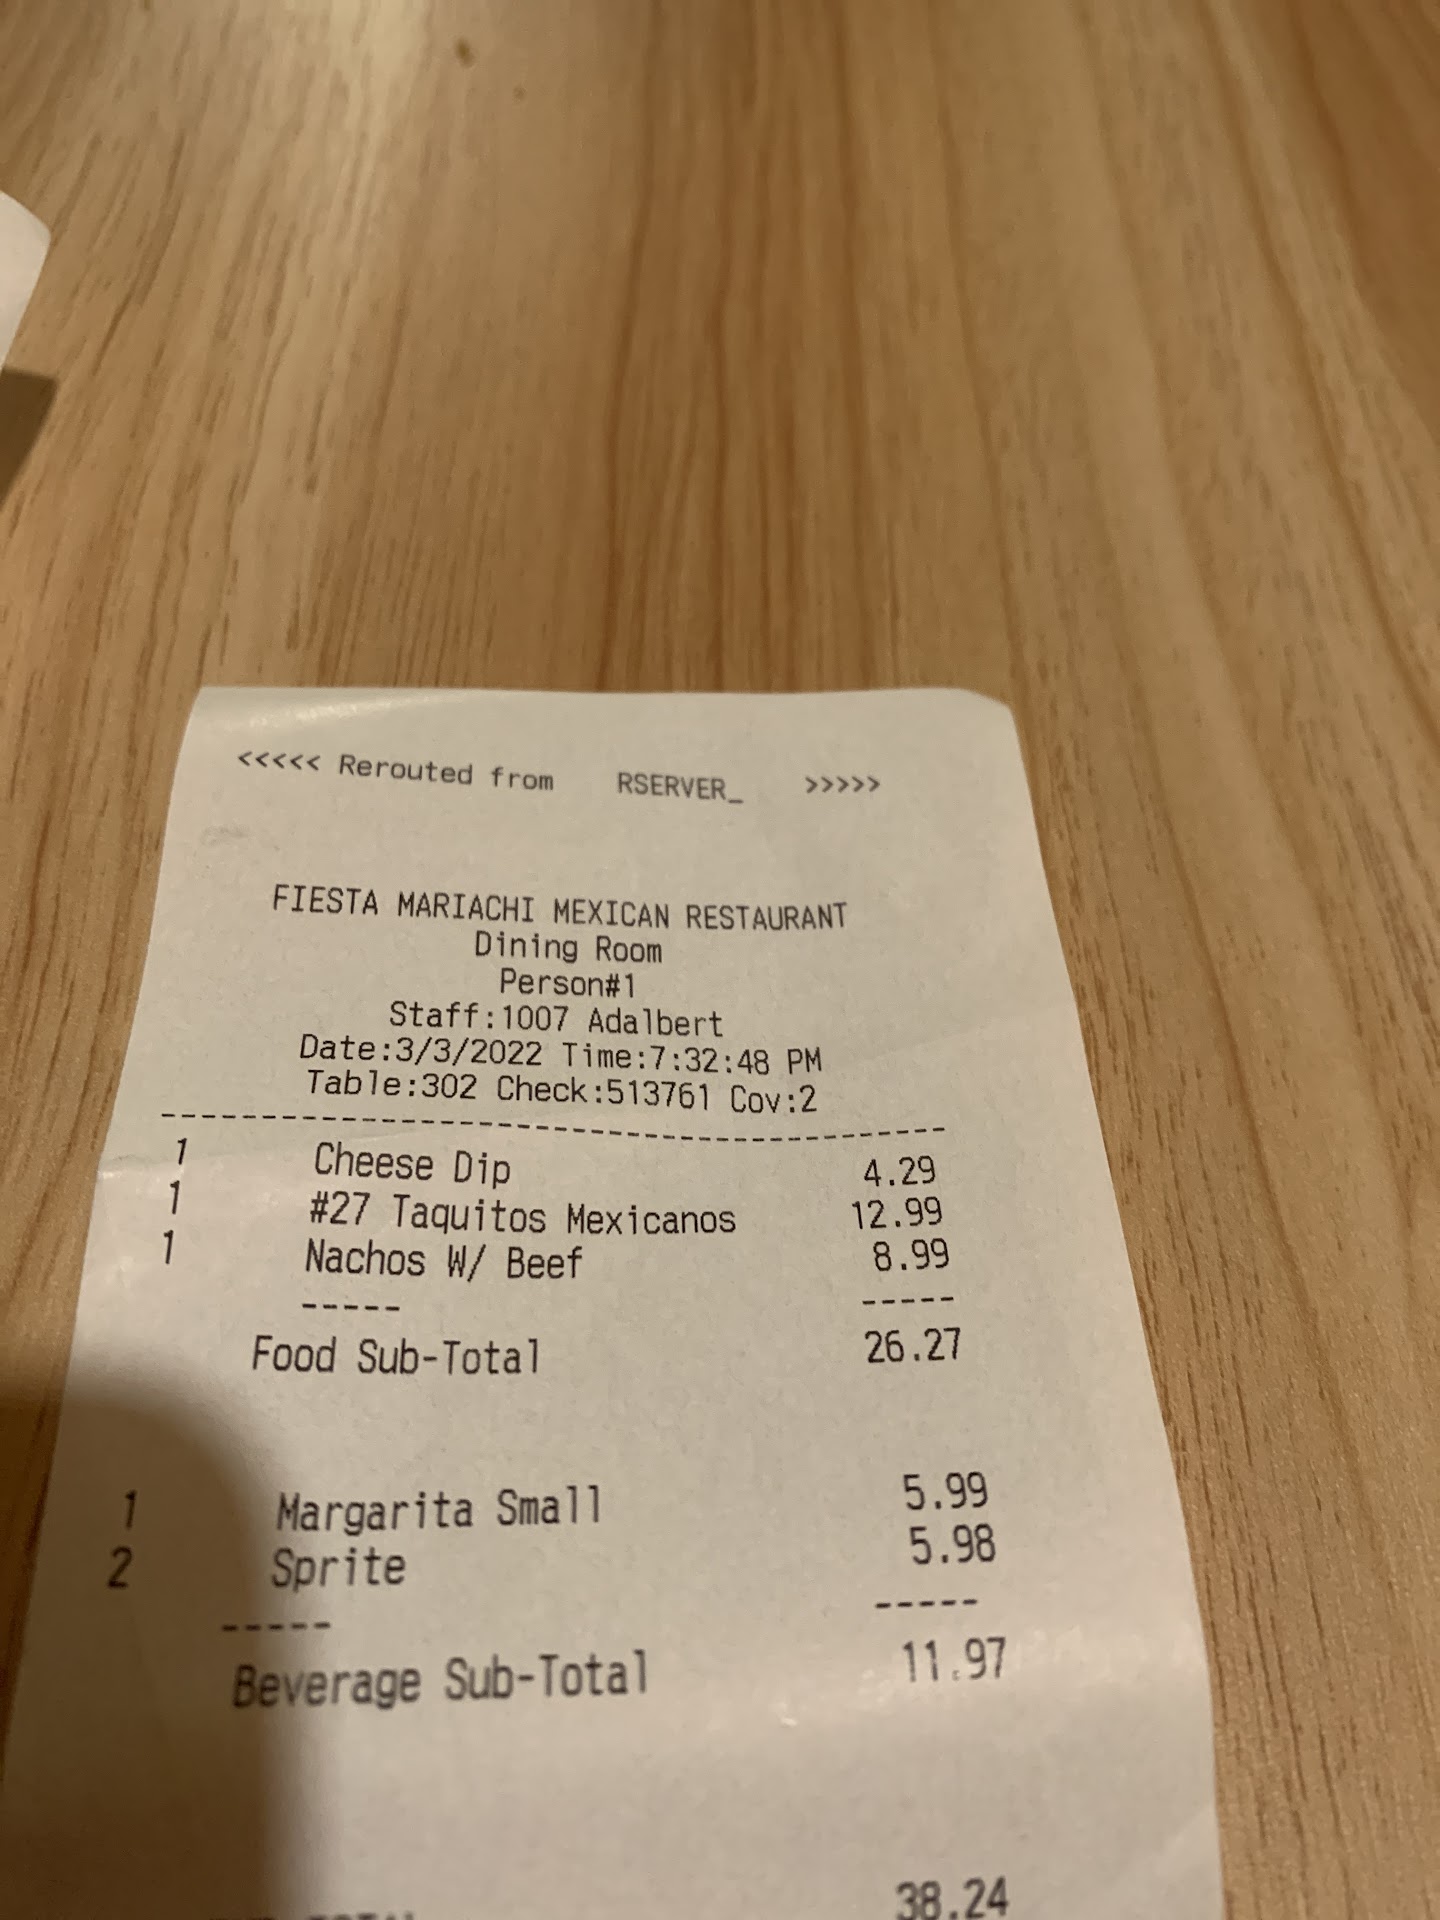 <<<<< Rerouted from RSERVER_ >>>>>
FIESTA MARIACHI MEXICAN RESTAURANT
Dining Room
Person#1
Staff:1007 Adalbert
Date:3/3/2022 Time:7:32:48 PM
Table:302 Check:513761 Cov:2
----------------------------------------
1 Cheese Dip 4.29
1 #27 Taquitos Mexicanos 12.99
1 Nachos W/ Beef 8.99
----- -----
Food Sub-Total 26.27
1 Margarita Small 5.99
2 Sprite 5.98
----- -----
Beverage Sub-Total 11.97
38.24